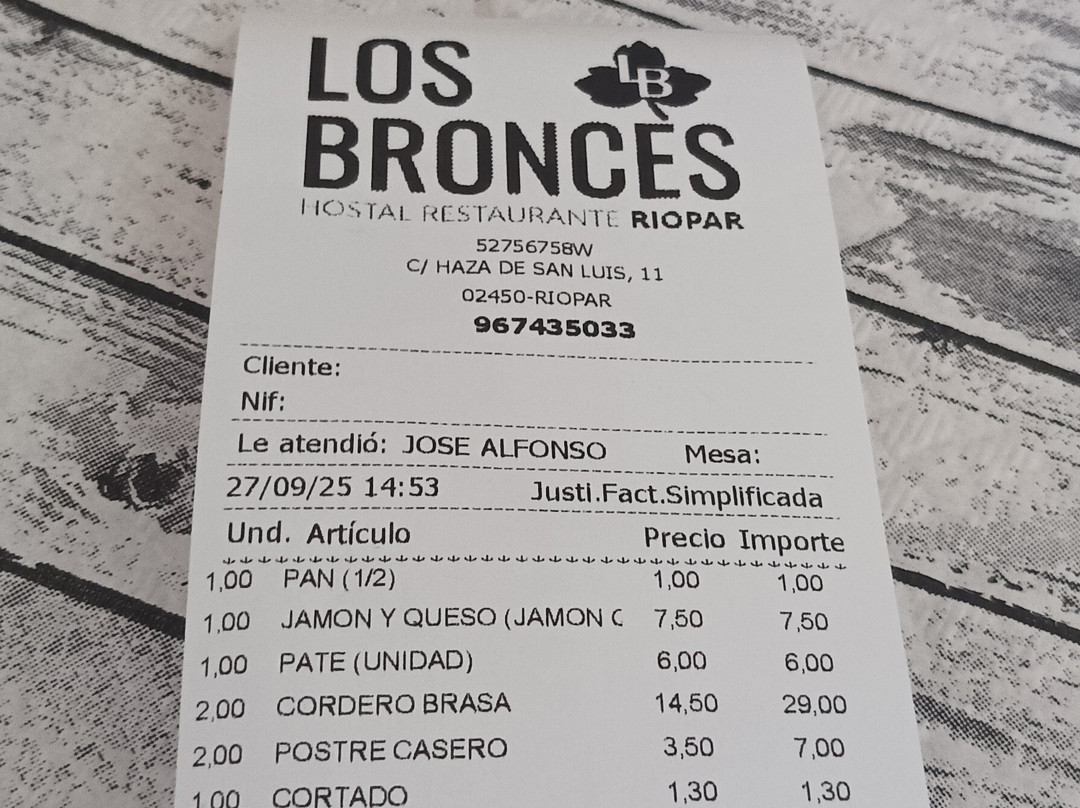 LOS
LB
BRONCES
HOSTAL RESTAURANTE RIOPAR
52756758W
C/ HAZA DE SAN LUIS, 11
02450-RIOPAR
967435033
Cliente:
Nif:
Le atendió: JOSE ALFONSO Mesa:
27/09/25 14:53 Justi.Fact.Simplificada
Und. Artículo Precio Importe
1,00 PAN (1/2) 1,00 1,00
1,00 JAMON Y QUESO (JAMON C 7,50 7,50
1,00 PATE (UNIDAD) 6,00 6,00
2,00 CORDERO BRASA 14,50 29,00
2,00 POSTRE CASERO 3,50 7,00
1,00 CORTADO 1,30 1,30